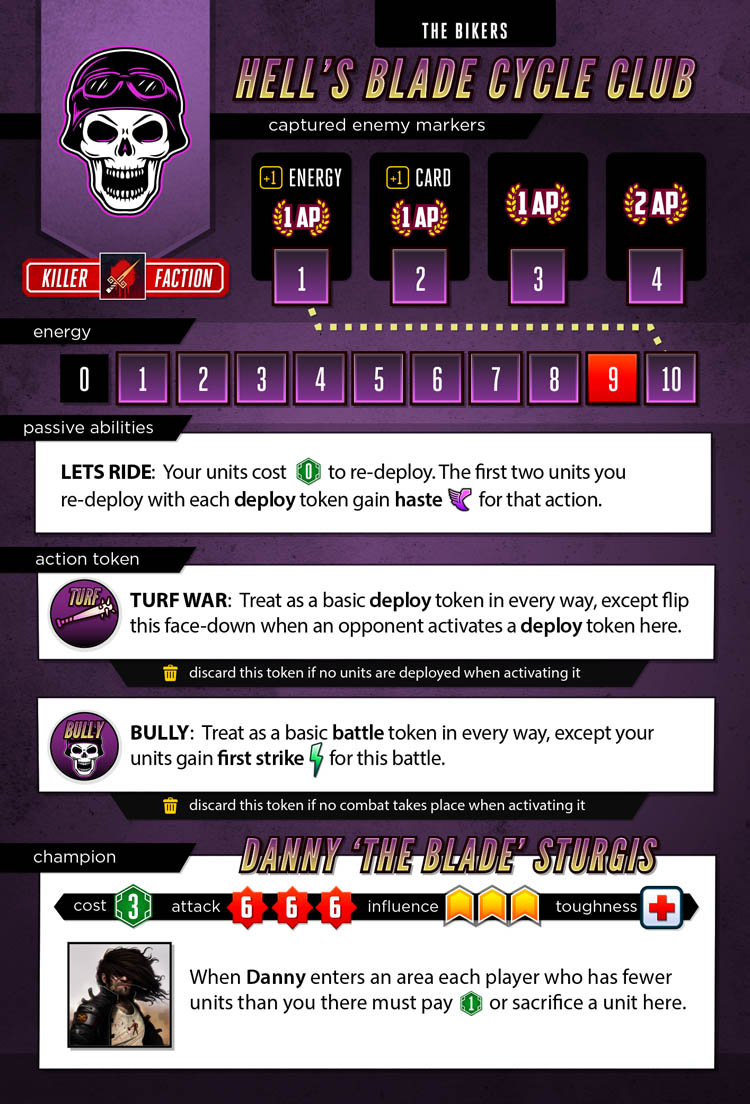 THE BIKERS
HELL'S BLADE CYCLE CLUB
captured enemy markers
+1 ENERGY
1 AP
1
+1 CARD
1 AP
2
1 AP
3
2 AP
4
KILLER FACTION
energy
0 1 2 3 4 5 6 7 8 9 10
passive abilities
LETS RIDE: Your units cost 0 to re-deploy. The first two units you
re-deploy with each deploy token gain haste for that action.
action token
TURF
TURF WAR: Treat as a basic deploy token in every way, except flip
this face-down when an opponent activates a deploy token here.
discard this token if no units are deployed when activating it
BULLY
BULLY: Treat as a basic battle token in every way, except your
units gain first strike for this battle.
discard this token if no combat takes place when activating it
champion
DANNY 'THE BLADE' STURGIS
cost 3 attack 6 6 6 influence toughness
When Danny enters an area each player who has fewer
units than you there must pay 1 or sacrifice a unit here.